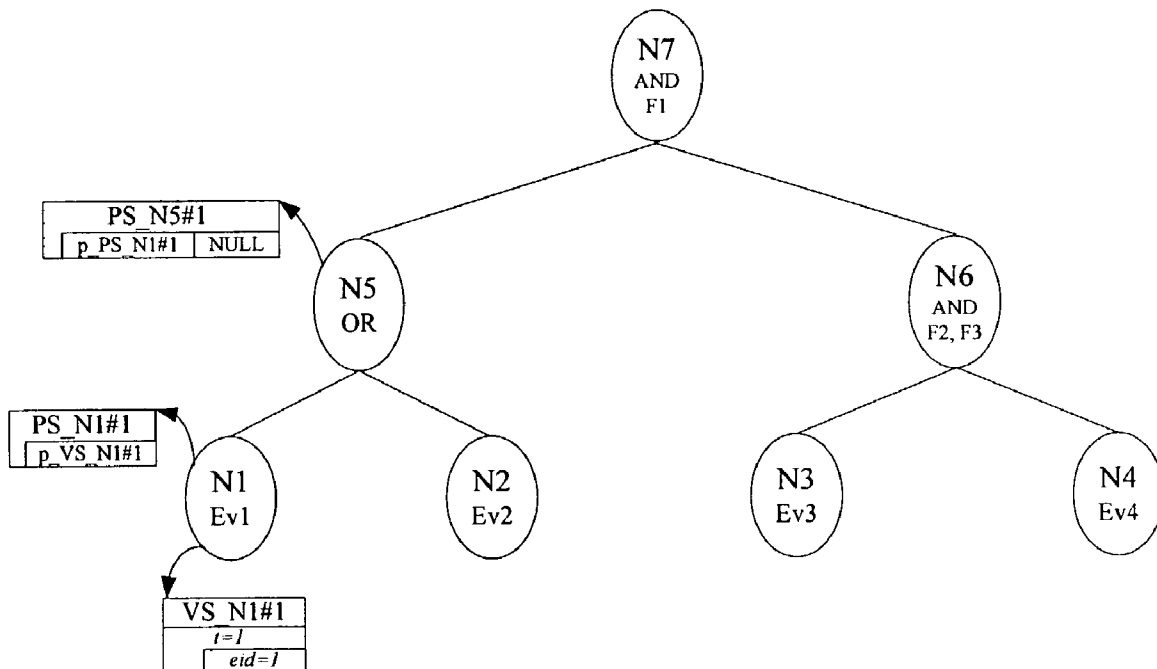 N7
AND
F1
PS_N5#1
p_PS_N1#1 NULL
N5
OR
N6
AND
F2, F3
PS_N1#1
p_VS_N1#1
N1
Ev1
N2
Ev2
N3
Ev3
N4
Ev4
VS_N1#1
t=1
eid=1